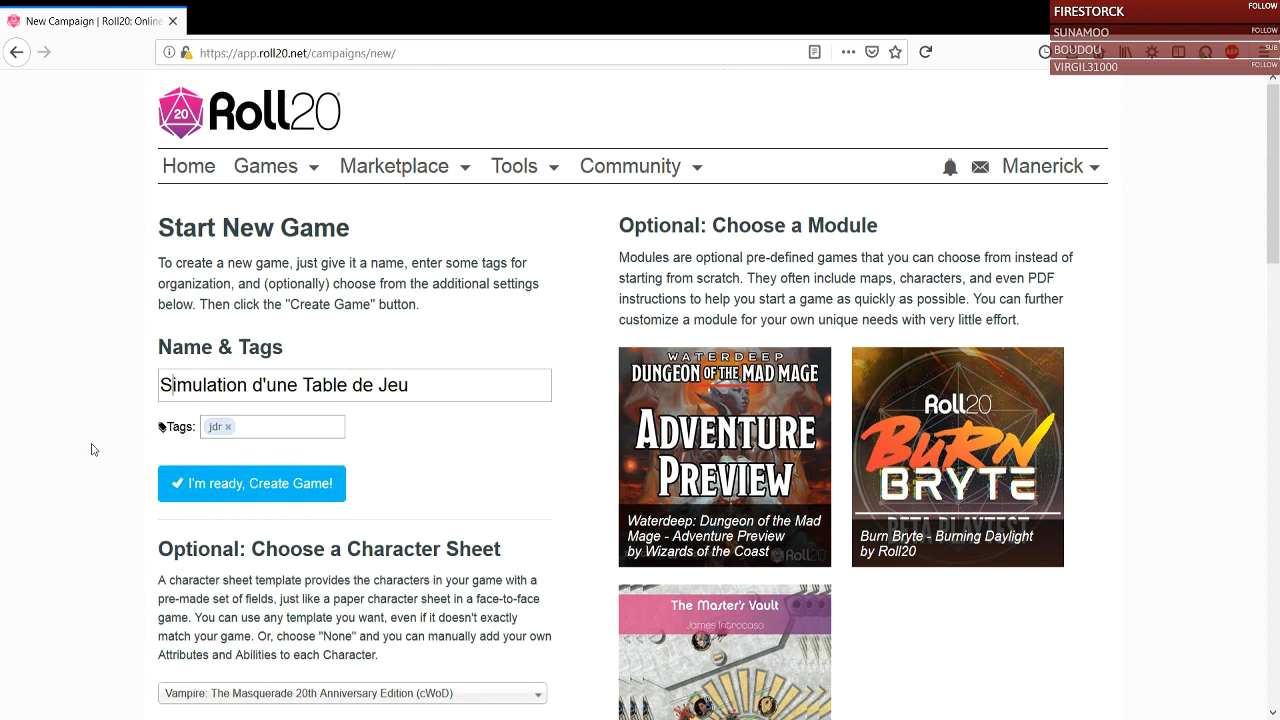 New Campaign | Roll20: Online
FIRESTORCK FOLLOW
SUNAMOO FOLLOW
BOUDOU SUB
VIRGIL31000 FOLLOW
https://app.roll20.net/campaigns/new/
ABP
20 Roll20
Home Games Marketplace Tools Community Manerick
Start New Game
To create a new game, just give it a name, enter some tags for
organization, and (optionally) choose from the additional settings
below. Then click the "Create Game" button.
Name & Tags
Simulation d'une Table de Jeu
Tags: jdr ×
I'm ready, Create Game!
Optional: Choose a Character Sheet
A character sheet template provides the characters in your game with a
pre-made set of fields, just like a paper character sheet in a face-to-face
game. You can use any template you want, even if it doesn't exactly
match your game. Or, choose "None" and you can manually add your own
Attributes and Abilities to each Character.
Vampire: The Masquerade 20th Anniversary Edition (cWoD)
Optional: Choose a Module
Modules are optional pre-defined games that you can choose from instead of
starting from scratch. They often include maps, characters, and even PDF
instructions to help you start a game as quickly as possible. You can further
customize a module for your own unique needs with very little effort.
WATERDEEP
DUNGEON OF THE MAD MAGE
ADVENTURE
PREVIEW
Waterdeep: Dungeon of the Mad
Mage - Adventure Preview
by Wizards of the Coast
Roll20
Roll20
BURN
BRYTE
BETA PLAYTEST
Burn Bryte - Burning Daylight
by Roll20
The Master's Vault
James Introcaso